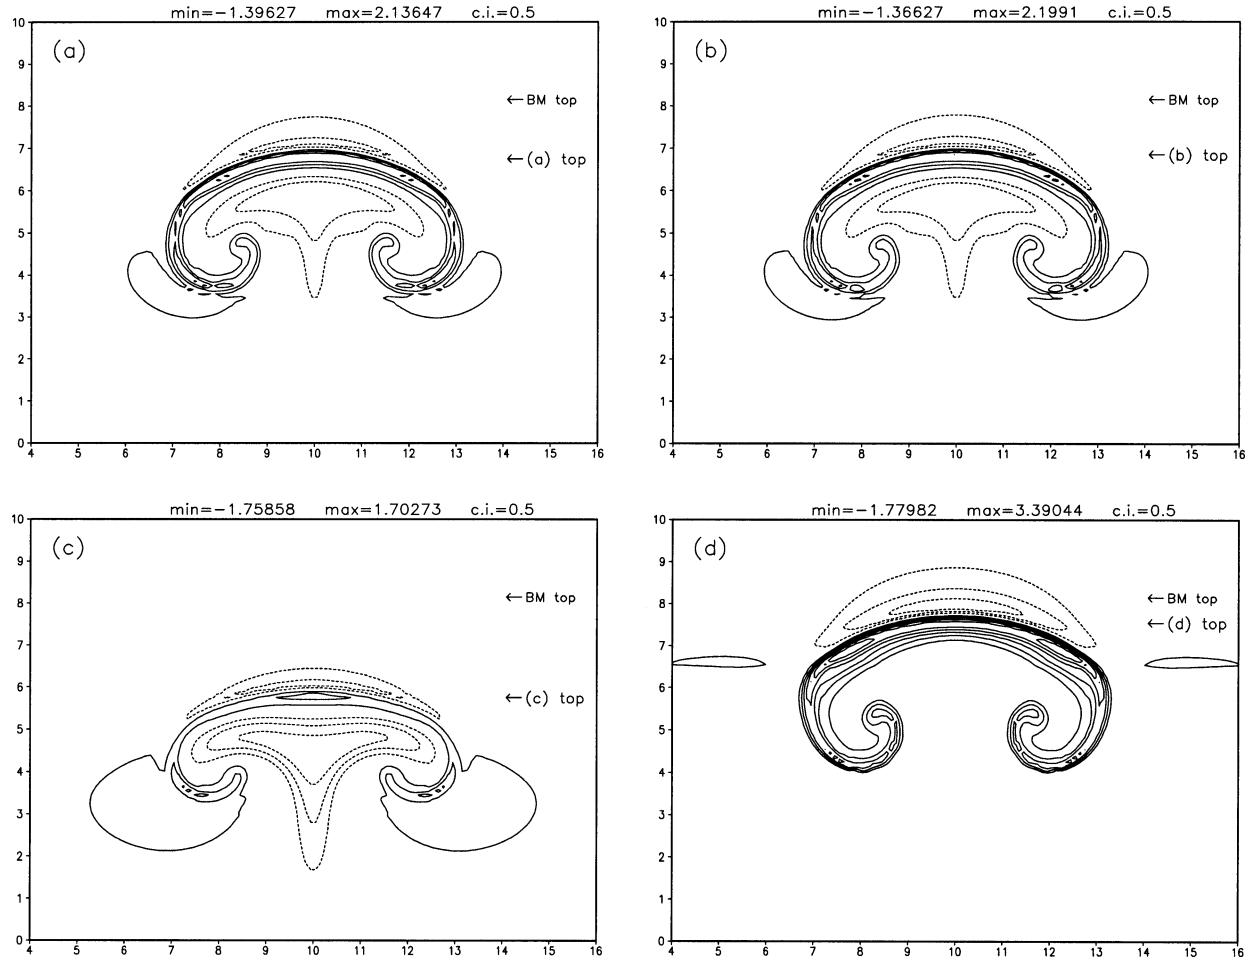 min=−1.39627 max=2.13647 c.i.=0.5
10
(a)
9
← BM top
8
7
← (a) top
6
5
4
3
2
1
0
4 5 6 7 8 9 10 11 12 13 14 15 16
min=−1.36627 max=2.1991 c.i.=0.5
10
(b)
9
← BM top
8
7
← (b) top
6
5
4
3
2
1
0
4 5 6 7 8 9 10 11 12 13 14 15 16
min=−1.75858 max=1.70273 c.i.=0.5
10
(c)
9
← BM top
8
7
6
← (c) top
5
4
3
2
1
0
4 5 6 7 8 9 10 11 12 13 14 15 16
min=−1.77982 max=3.39044 c.i.=0.5
10
(d)
9
← BM top
8
← (d) top
7
6
5
4
3
2
1
0
4 5 6 7 8 9 10 11 12 13 14 15 16